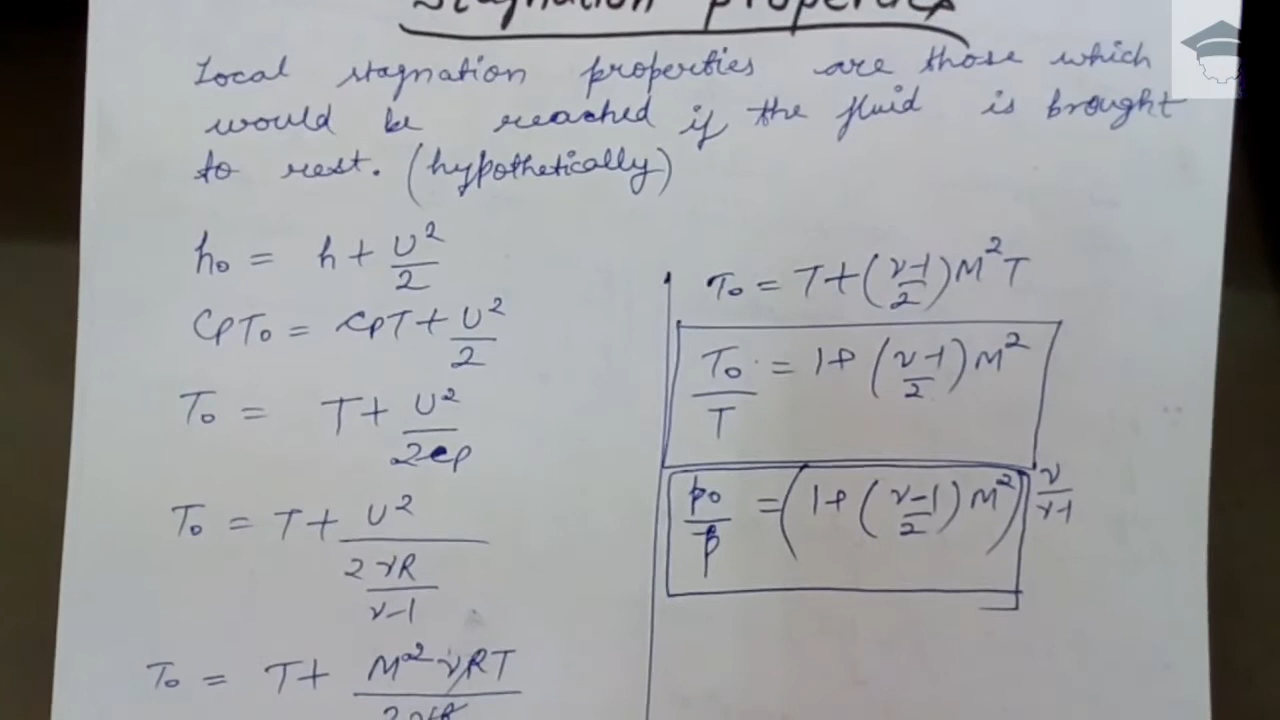 Stagnation properties
Local stagnation properties are those which
would be reached if the fluid is brought
to rest. (hypothetically)
h₀ = h + U²/2
CpT₀ = CpT + U²/2
T₀ = T + U²/2Cp
T₀ = T + U²/(2γR/(γ-1))
T₀ = T + M²γRT/
T₀ = T + ((γ-1)/2)M²T
T₀/T = 1 + ((γ-1)/2)M²
p₀/p = (1 + ((γ-1)/2)M²)^(γ/(γ-1))